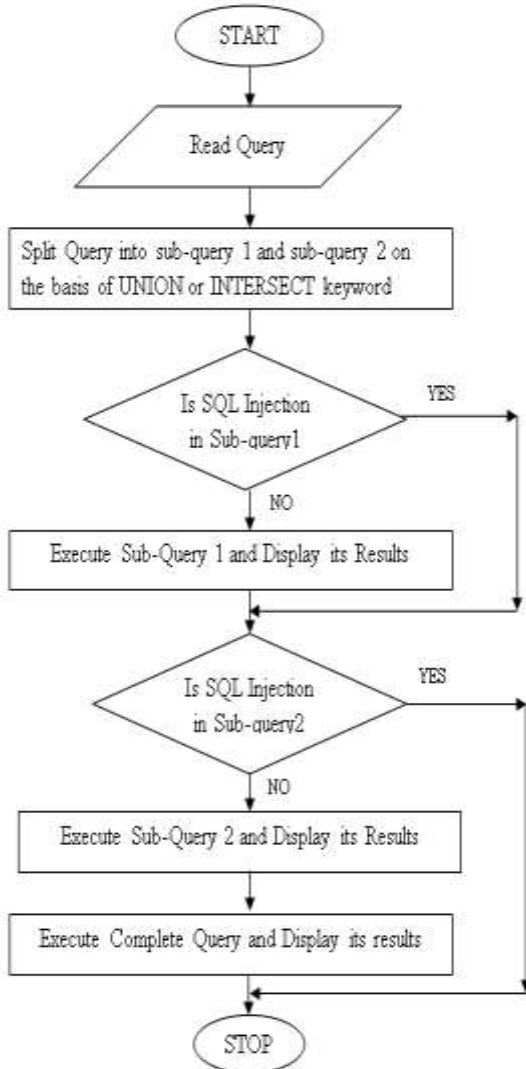 START
Read Query
Split Query into sub-query 1 and sub-query 2 on
the basis of UNION or INTERSECT keyword
Is SQL Injection
in Sub-query1
YES
NO
Execute Sub-Query 1 and Display its Results
Is SQL Injection
in Sub-query2
YES
NO
Execute Sub-Query 2 and Display its Results
Execute Complete Query and Display its results
STOP